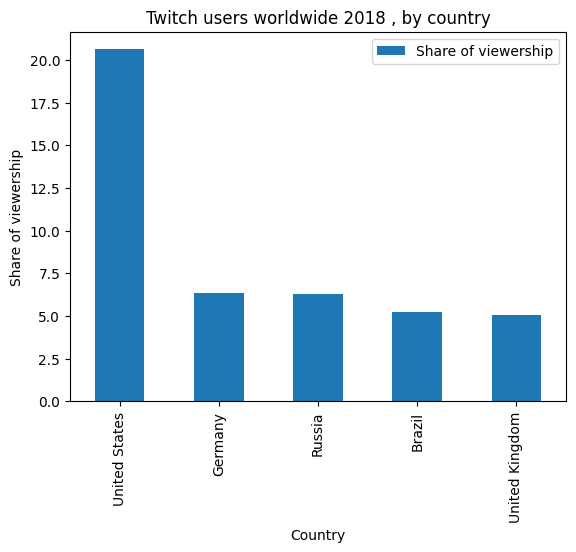 Twitch users worldwide 2018 , by country
Share of viewership
Share of viewership
20.0
17.5
15.0
12.5
10.0
7.5
5.0
2.5
0.0
United States
Germany
Russia
Brazil
United Kingdom
Country